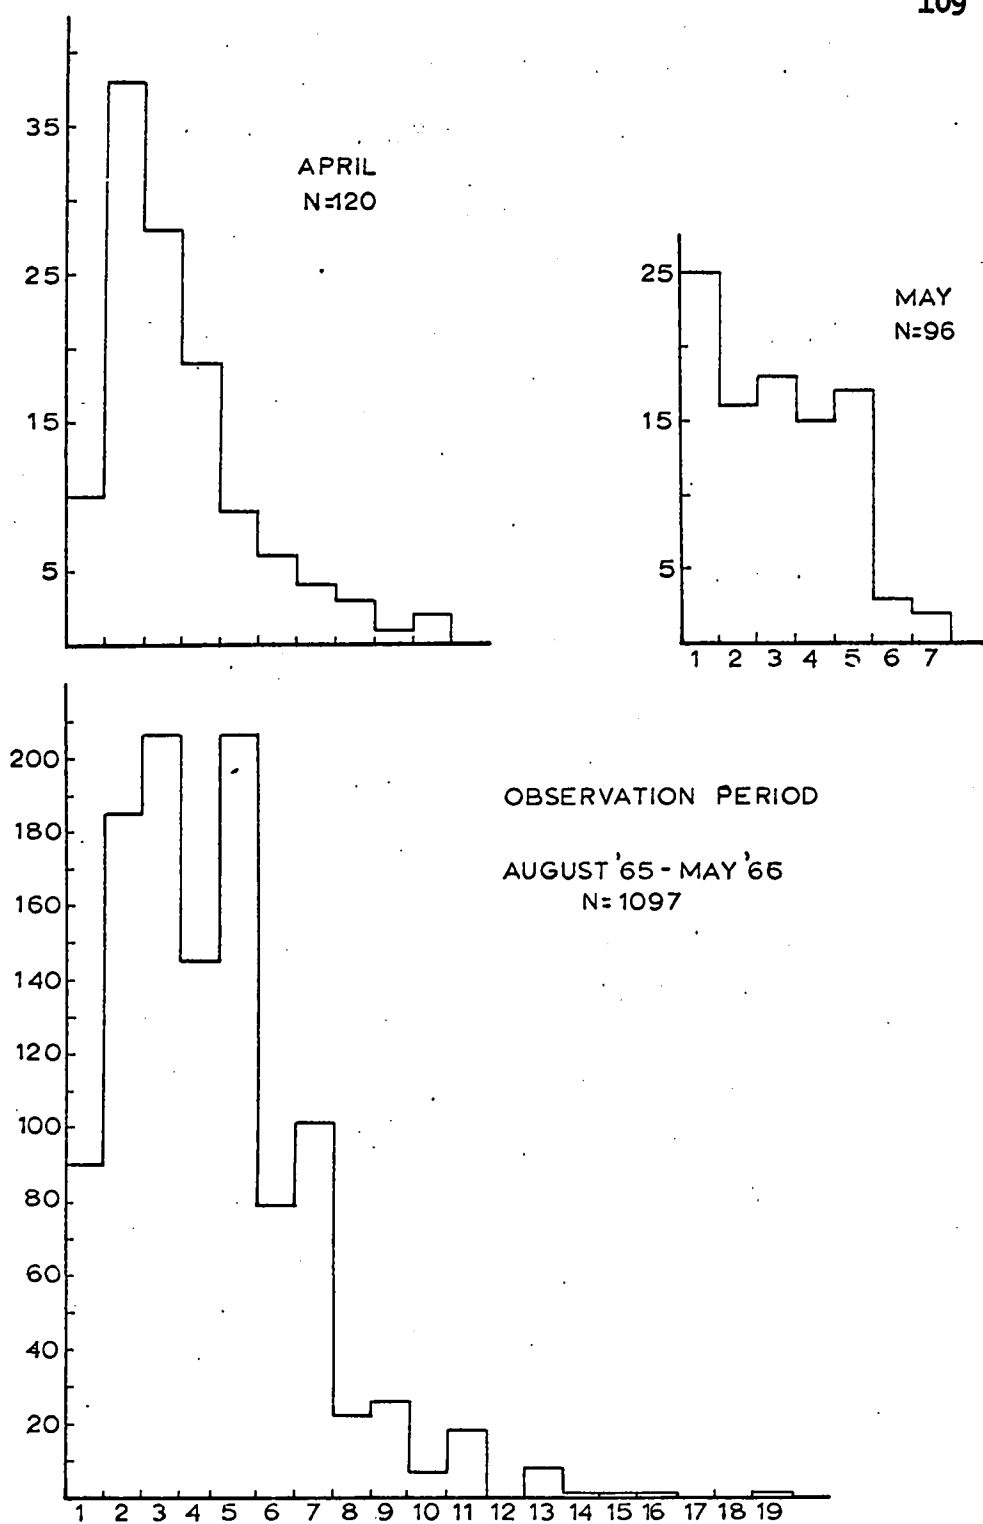 109
35
25
15
5
APRIL
N=120
25
15
5
MAY
N=96
1 2 3 4 5 6 7
200
180
160
140
120
100
80
60
40
20
OBSERVATION PERIOD
AUGUST '65 - MAY '66
N=1097
1 2 3 4 5 6 7 8 9 10 11 12 13 14 15 16 17 18 19